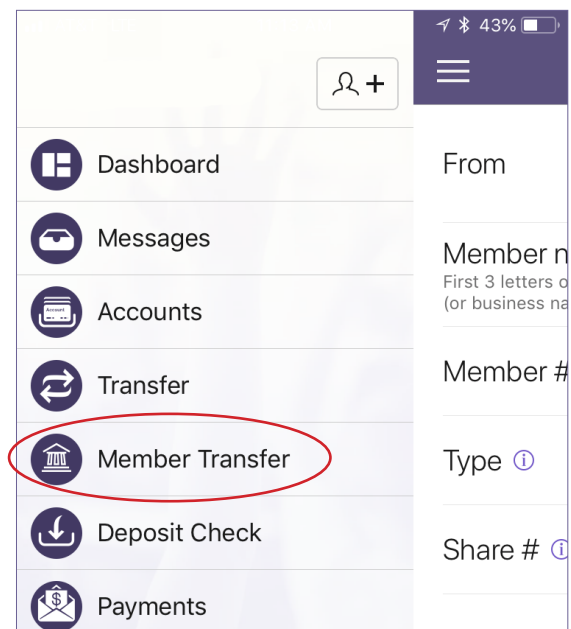 43%
Dashboard
Messages
Account
Accounts
Transfer
Member Transfer
Deposit Check
$
Payments
From
Member n
First 3 letters o
(or business na
Member #
Type i
Share # i